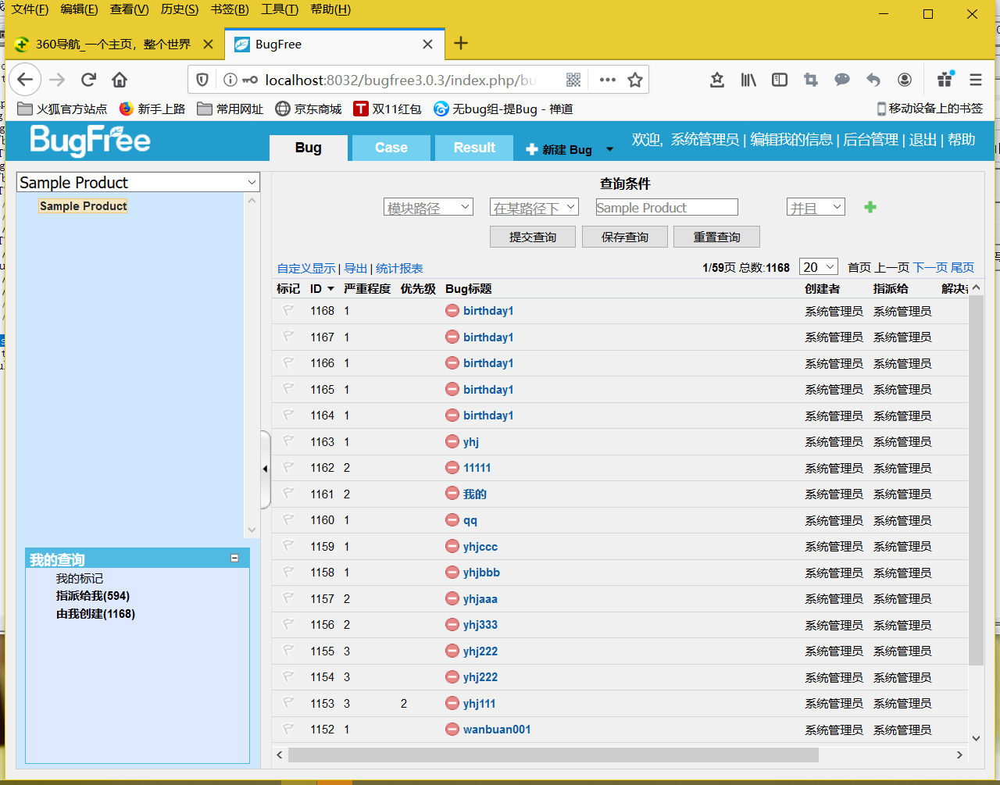 文件(F) 编辑(E) 查看(V) 历史(S) 书签(B) 工具(T) 帮助(H)
360导航_一个主页，整个世界 BugFree
localhost:8032/bugfree3.0.3/index.php/bu
火狐官方站点 新手上路 常用网址 京东商城 双11红包 无bug组-提Bug - 禅道 移动设备上的书签
BugFree Bug Case Result 新建 Bug 欢迎, 系统管理员 | 编辑我的信息 | 后台管理 | 退出 | 帮助
Sample Product
Sample Product
我的查询
我的标记
指派给我(594)
由我创建(1168)
查询条件
模块路径 在某路径下 Sample Product 并且
提交查询 保存查询 重置查询
自定义显示 | 导出 | 统计报表 1/59页 总数:1168 20 首页 上一页 下一页 尾页
标记 ID 严重程度 优先级 Bug标题 创建者 指派给 解决者
1168 1 birthday1 系统管理员 系统管理员
1167 1 birthday1 系统管理员 系统管理员
1166 1 birthday1 系统管理员 系统管理员
1165 1 birthday1 系统管理员 系统管理员
1164 1 birthday1 系统管理员 系统管理员
1163 1 yhj 系统管理员 系统管理员
1162 2 11111 系统管理员 系统管理员
1161 2 我的 系统管理员 系统管理员
1160 1 qq 系统管理员 系统管理员
1159 1 yhjccc 系统管理员 系统管理员
1158 1 yhjbbb 系统管理员 系统管理员
1157 2 yhjaaa 系统管理员 系统管理员
1156 2 yhj333 系统管理员 系统管理员
1155 3 yhj222 系统管理员 系统管理员
1154 3 yhj222 系统管理员 系统管理员
1153 3 2 yhj111 系统管理员 系统管理员
1152 1 wanbuan001 系统管理员 系统管理员